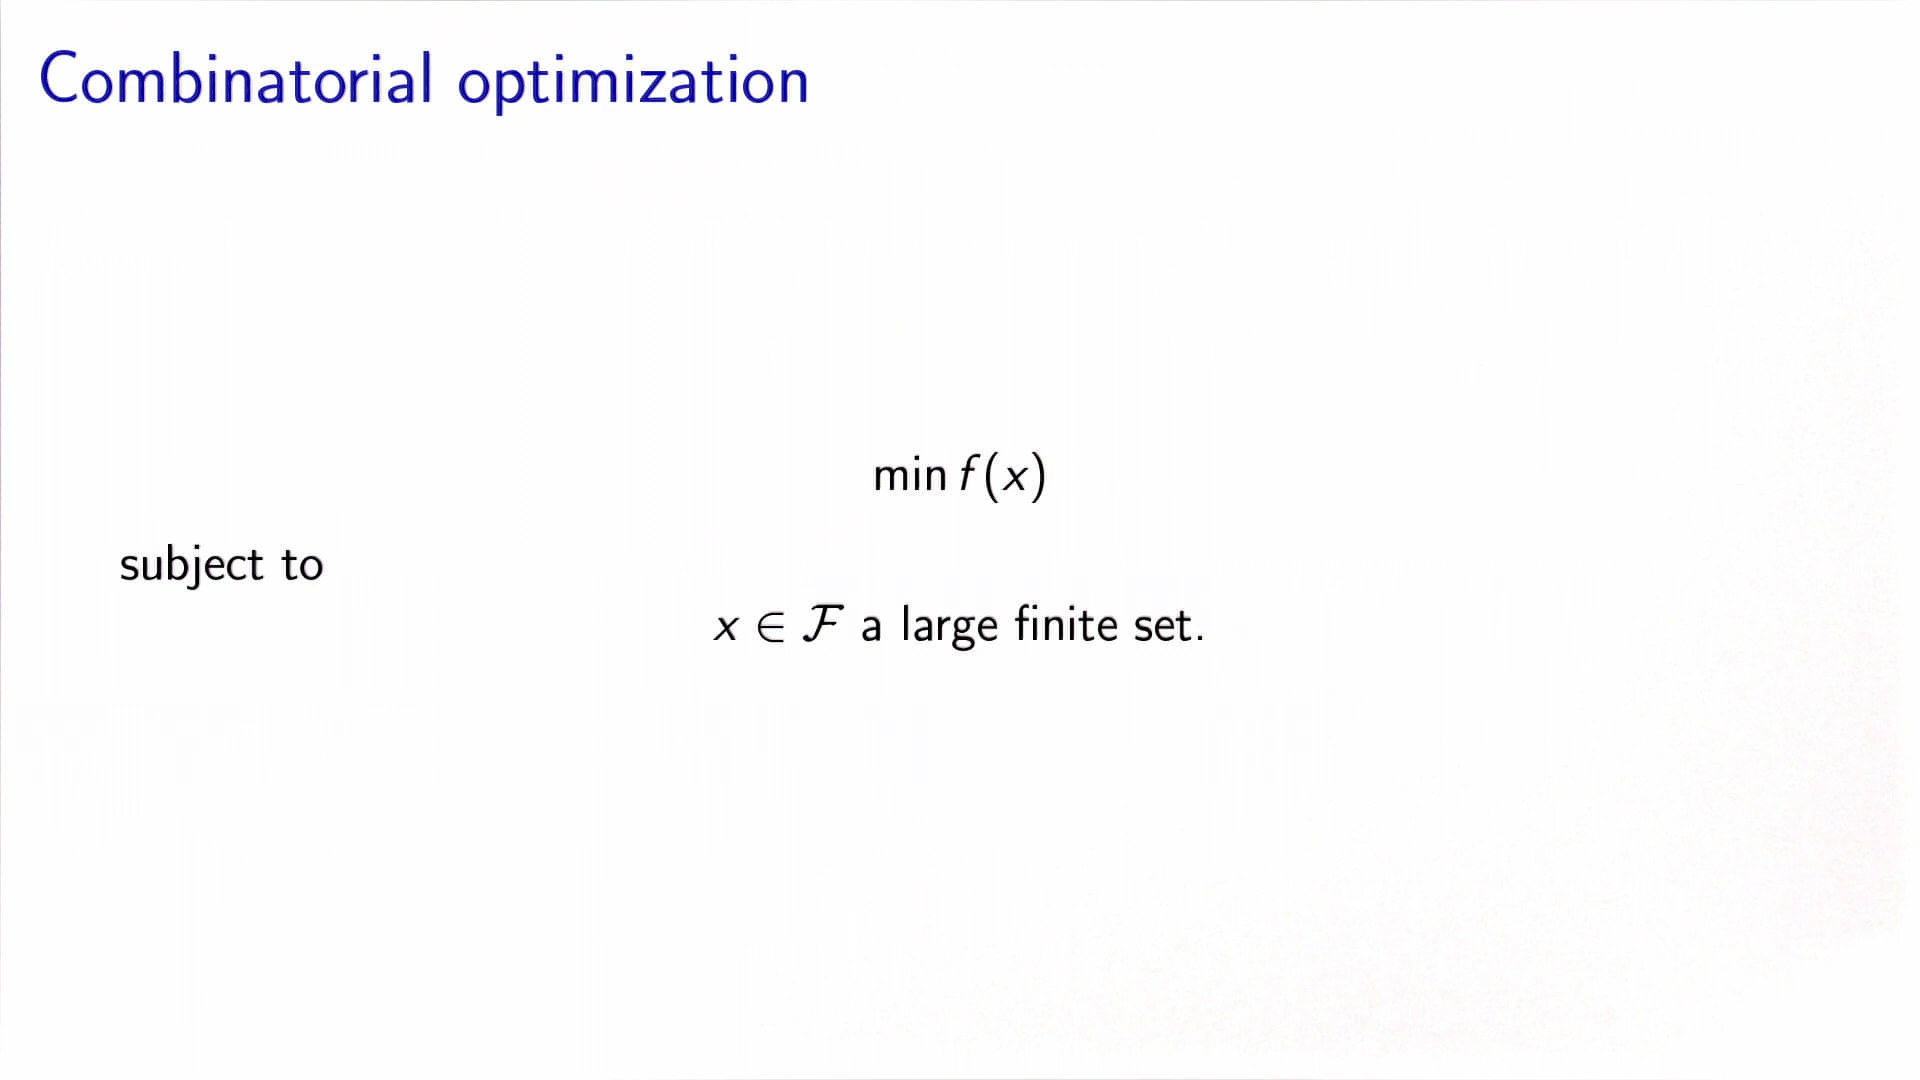 Combinatorial optimization
min f(x)
subject to
x ∈ ℱ a large finite set.